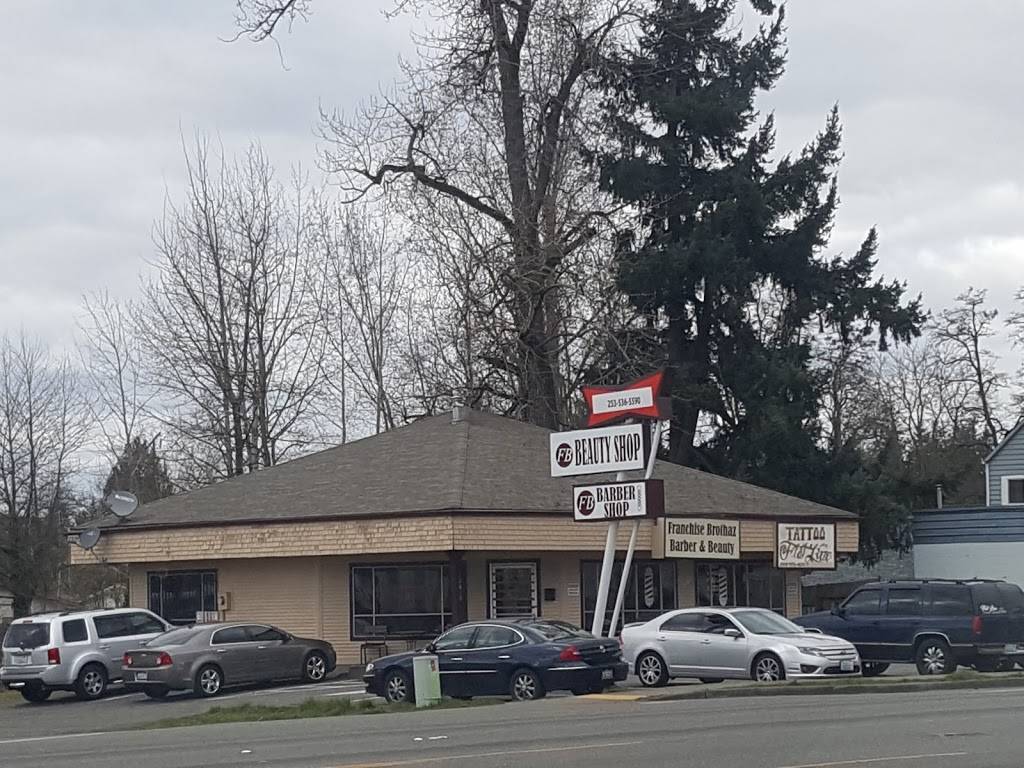 253-536-5590
FB BEAUTY SHOP
FB BARBER
SHOP
Franchise Brothaz
Barber & Beauty
TATTOO